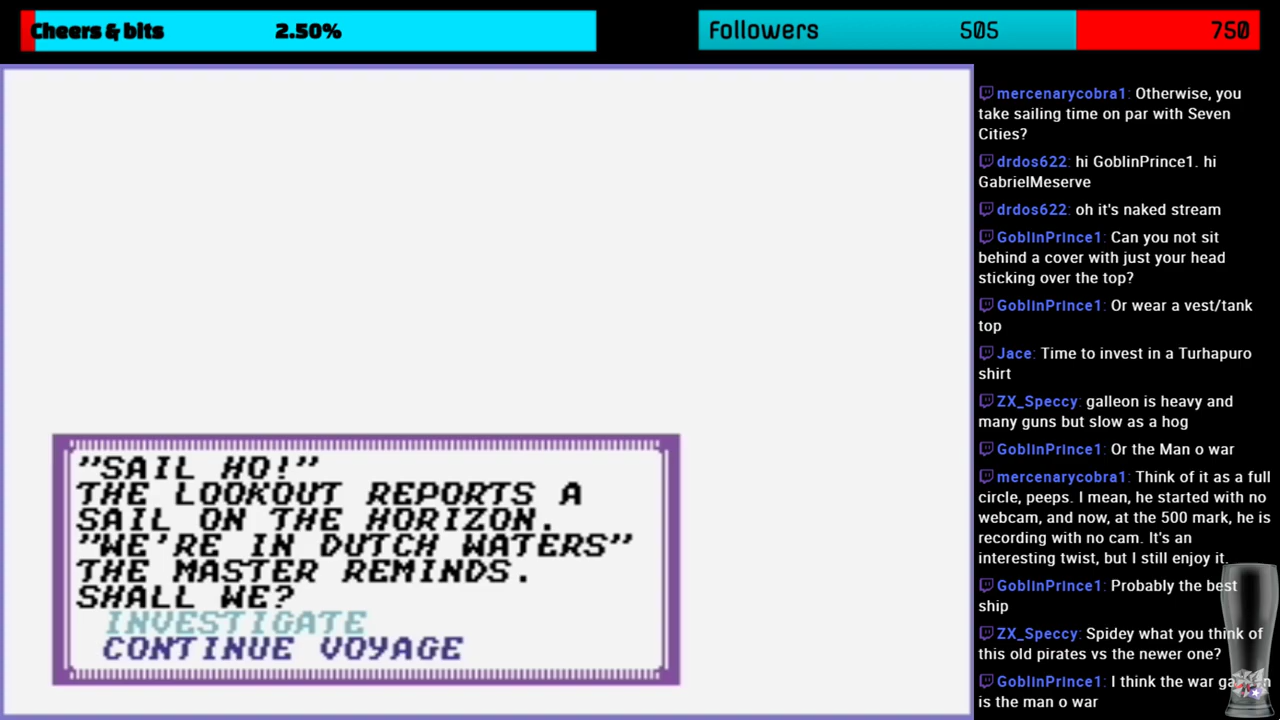 Cheers & bits 2.50%
Followers 505 750
mercenarycobra1: Otherwise, you
take sailing time on par with Seven
Cities?
drdos622: hi GoblinPrince1. hi
GabrielMeserve
drdos622: oh it's naked stream
GoblinPrince1: Can you not sit
behind a cover with just your head
sticking over the top?
GoblinPrince1: Or wear a vest/tank
top
Jace: Time to invest in a Turhapuro
shirt
ZX_Speccy: galleon is heavy and
many guns but slow as a hog
GoblinPrince1: Or the Man o war
mercenarycobra1: Think of it as a full
circle, peeps. I mean, he started with no
webcam, and now, at the 500 mark, he is
recording with no cam. It's an
interesting twist, but I still enjoy it.
GoblinPrince1: Probably the best
ship
ZX_Speccy: Spidey what you think of
this old pirates vs the newer one?
GoblinPrince1: I think the war
is the man o war
"SAIL HO!"
THE LOOKOUT REPORTS A
SAIL ON THE HORIZON.
"WE'RE IN DUTCH WATERS"
THE MASTER REMINDS.
SHALL WE?
INVESTIGATE
CONTINUE VOYAGE